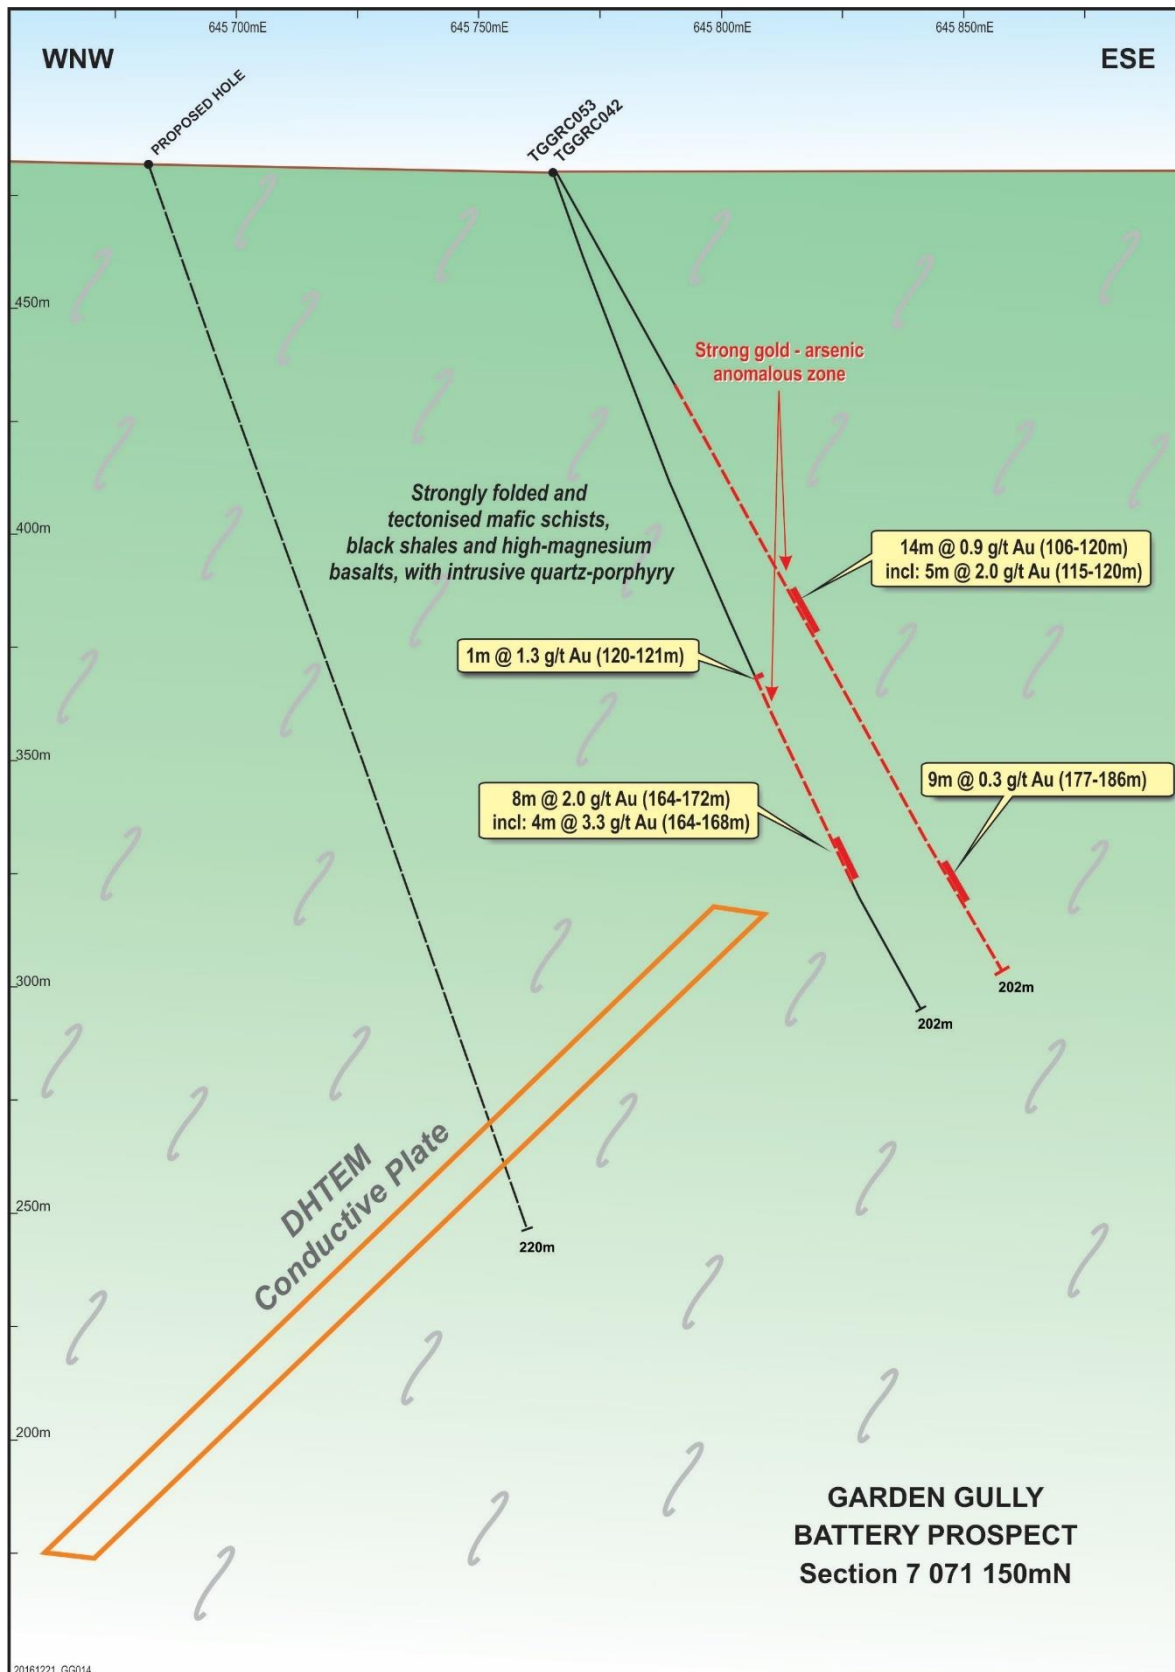 645 700mE
645 750mE
645 800mE
645 850mE
WNW
ESE
PROPOSED HOLE
TGGRC053
TGGRC042
450m
Strong gold - arsenic
anomalous zone
Strongly folded and
tectonised mafic schists,
black shales and high-magnesium
basalts, with intrusive quartz-porphyry
400m
14m @ 0.9 g/t Au (106-120m)
incl: 5m @ 2.0 g/t Au (115-120m)
1m @ 1.3 g/t Au (120-121m)
350m
9m @ 0.3 g/t Au (177-186m)
8m @ 2.0 g/t Au (164-172m)
incl: 4m @ 3.3 g/t Au (164-168m)
300m
202m
202m
DHTEM
Conductive Plate
250m
220m
200m
GARDEN GULLY
BATTERY PROSPECT
Section 7 071 150mN
20161221_GG014